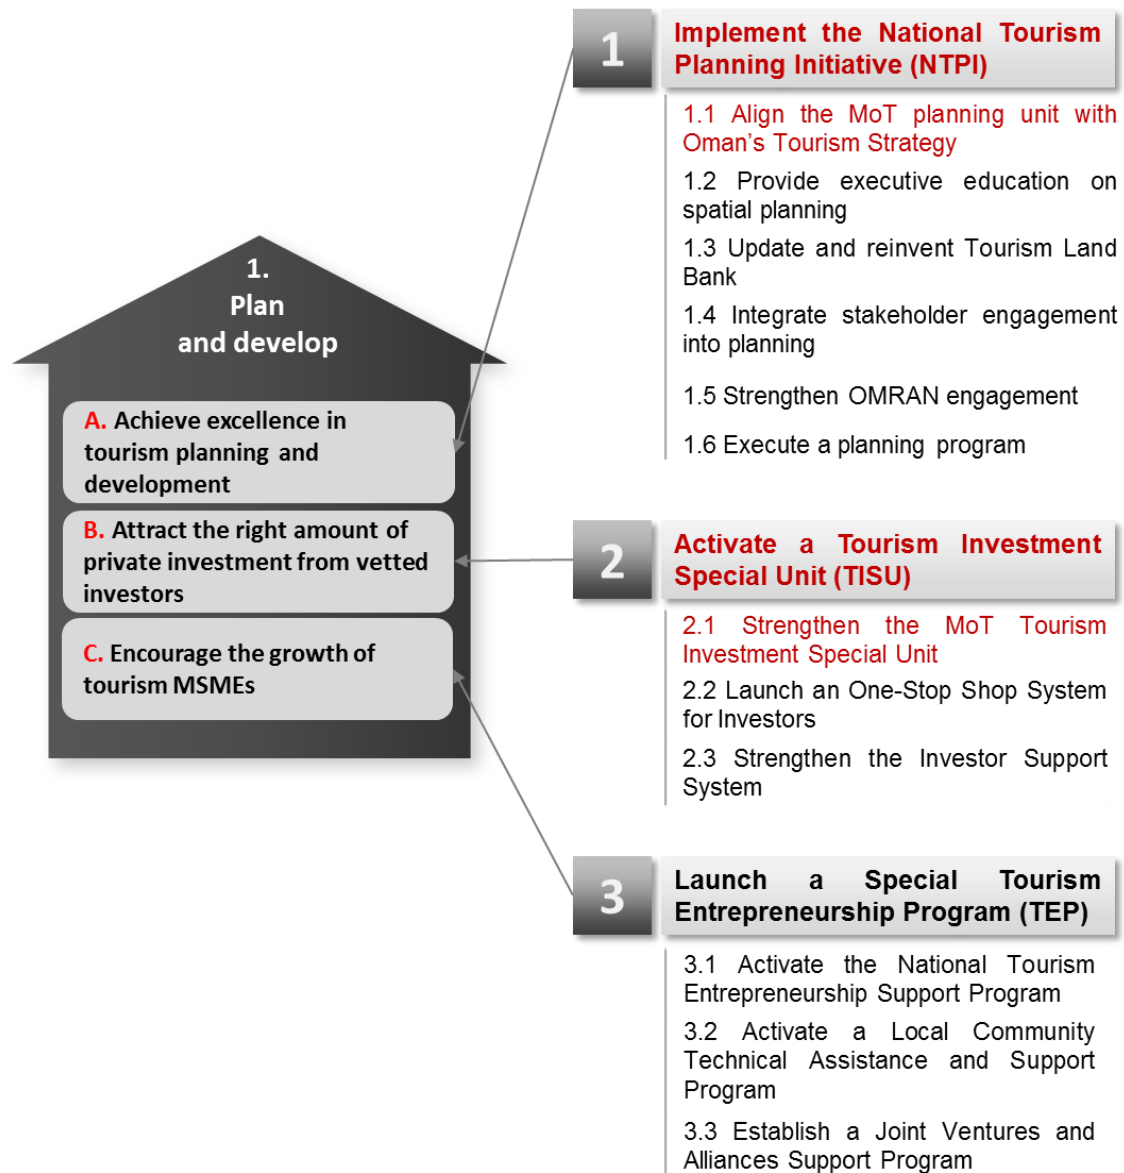 1.
Plan
and develop
A. Achieve excellence in
tourism planning and
development
B. Attract the right amount of
private investment from vetted
investors
C. Encourage the growth of
tourism MSMEs
1
Implement the National Tourism
Planning Initiative (NTPI)
1.1 Align the MoT planning unit with
Oman’s Tourism Strategy
1.2 Provide executive education on
spatial planning
1.3 Update and reinvent Tourism Land
Bank
1.4 Integrate stakeholder engagement
into planning
1.5 Strengthen OMRAN engagement
1.6 Execute a planning program
2
Activate a Tourism Investment
Special Unit (TISU)
2.1 Strengthen the MoT Tourism
Investment Special Unit
2.2 Launch an One-Stop Shop System
for Investors
2.3 Strengthen the Investor Support
System
3
Launch a Special Tourism
Entrepreneurship Program (TEP)
3.1 Activate the National Tourism
Entrepreneurship Support Program
3.2 Activate a Local Community
Technical Assistance and Support
Program
3.3 Establish a Joint Ventures and
Alliances Support Program